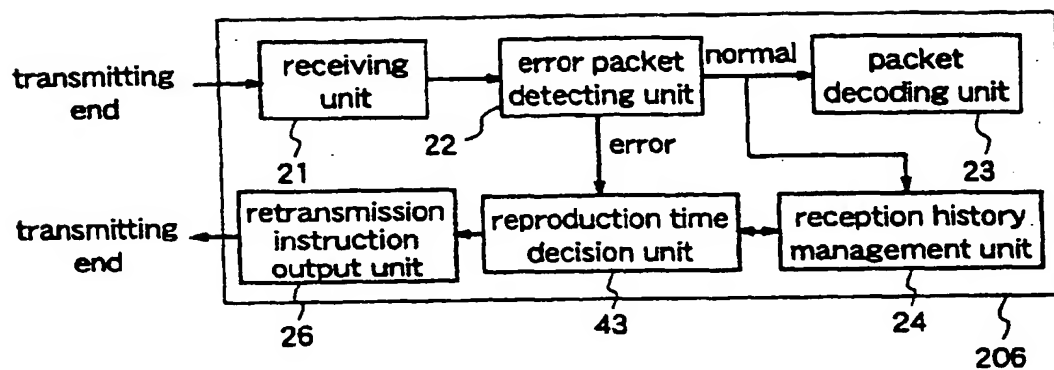 transmitting
end
receiving
unit
error packet
detecting unit
normal
packet
decoding unit
21
22
error
23
transmitting
end
retransmission
instruction
output unit
reproduction time
decision unit
reception history
management unit
26
43
24
206